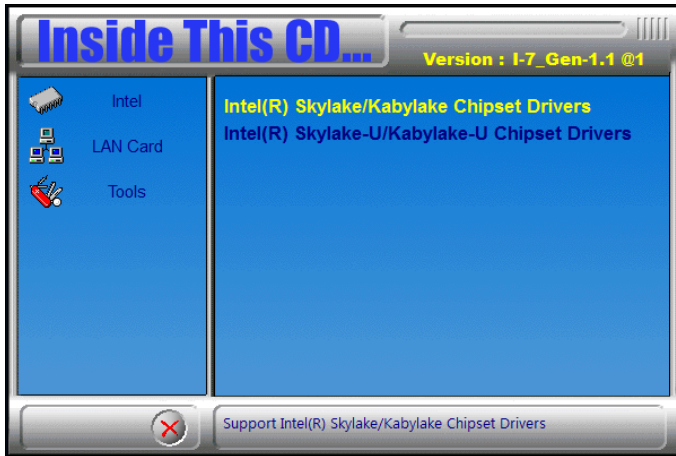 Inside This CD...
Version : I-7_Gen-1.1 @1
Intel
LAN Card
Tools
Intel(R) Skylake/Kabylake Chipset Drivers
Intel(R) Skylake-U/Kabylake-U Chipset Drivers
Support Intel(R) Skylake/Kabylake Chipset Drivers